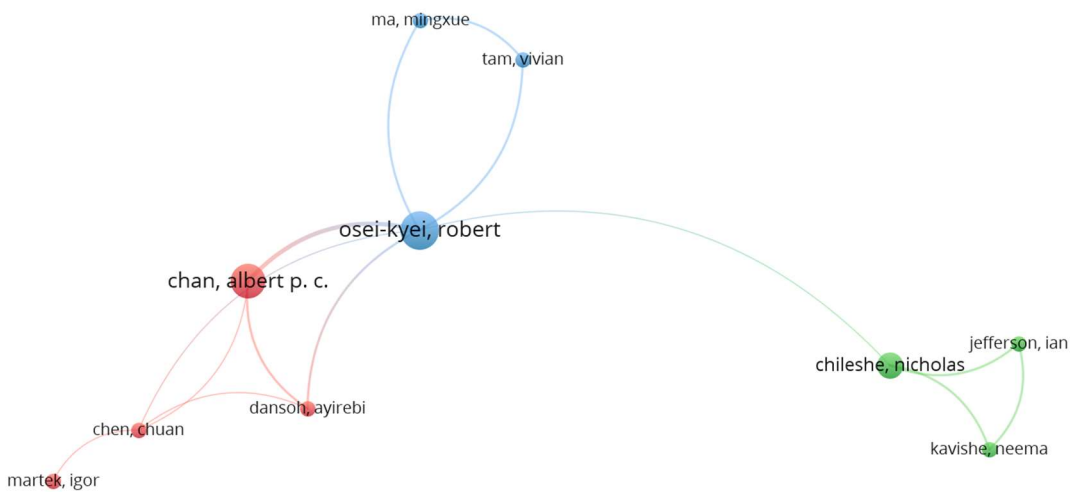 ma, mingxue
tam, vivian
osei-kyei, robert
chan, albert p. c.
jefferson, ian
chileshe, nicholas
dansoh, ayirebi
chen, chuan
kavishe, neema
martek, igor